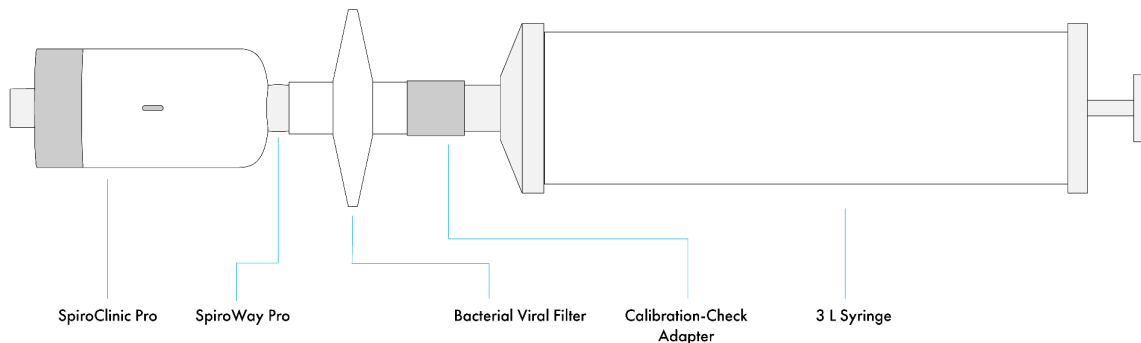 SpiroClinic Pro
SpiroWay Pro
Bacterial Viral Filter
Calibration-Check
Adapter
3 L Syringe